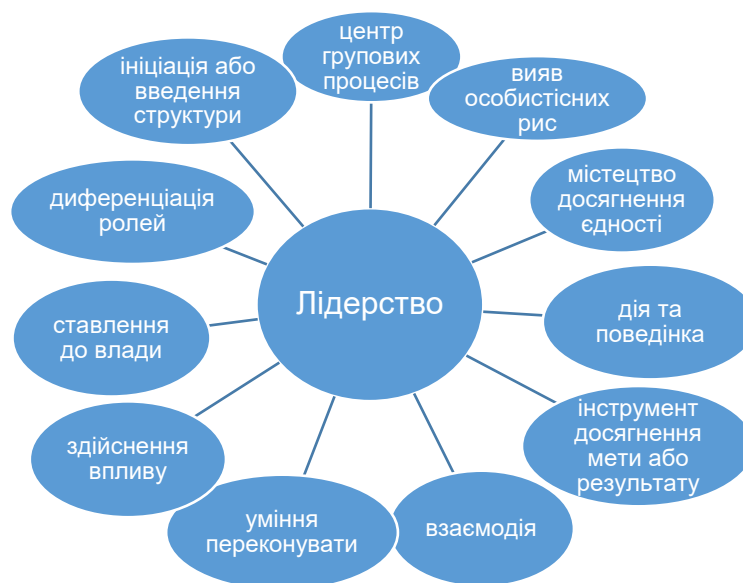 центр
групових
процесів
вияв
особистісних
рис
містецтво
досягнення
єдності
дія та
поведінка
інструмент
досягнення
мети або
результату
взаємодія
уміння
переконувати
здійснення
впливу
ставлення
до влади
диференціація
ролей
ініціація або
введення
структури
Лідерство